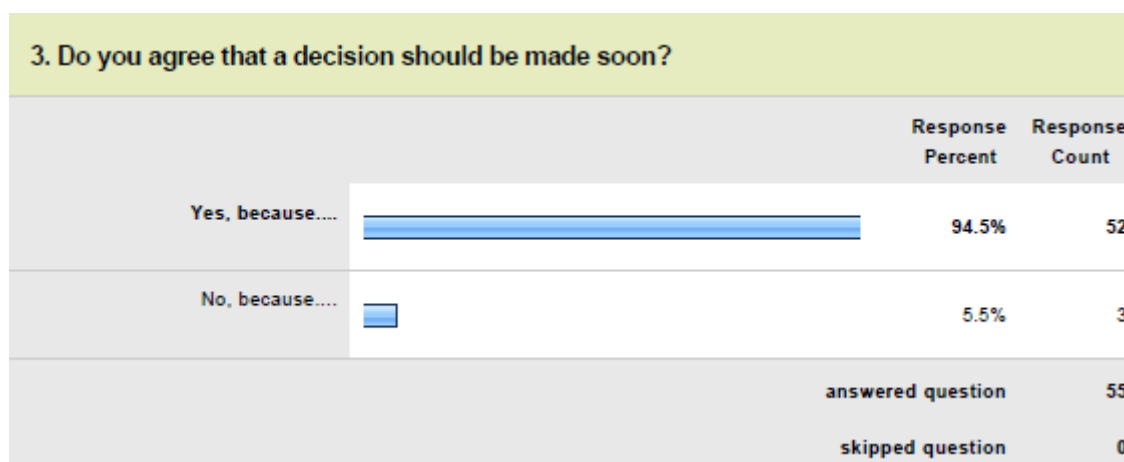 3. Do you agree that a decision should be made soon?
Response Response
Percent Count
Yes, because.... 94.5% 52
No, because.... 5.5% 3
answered question 55
skipped question 0